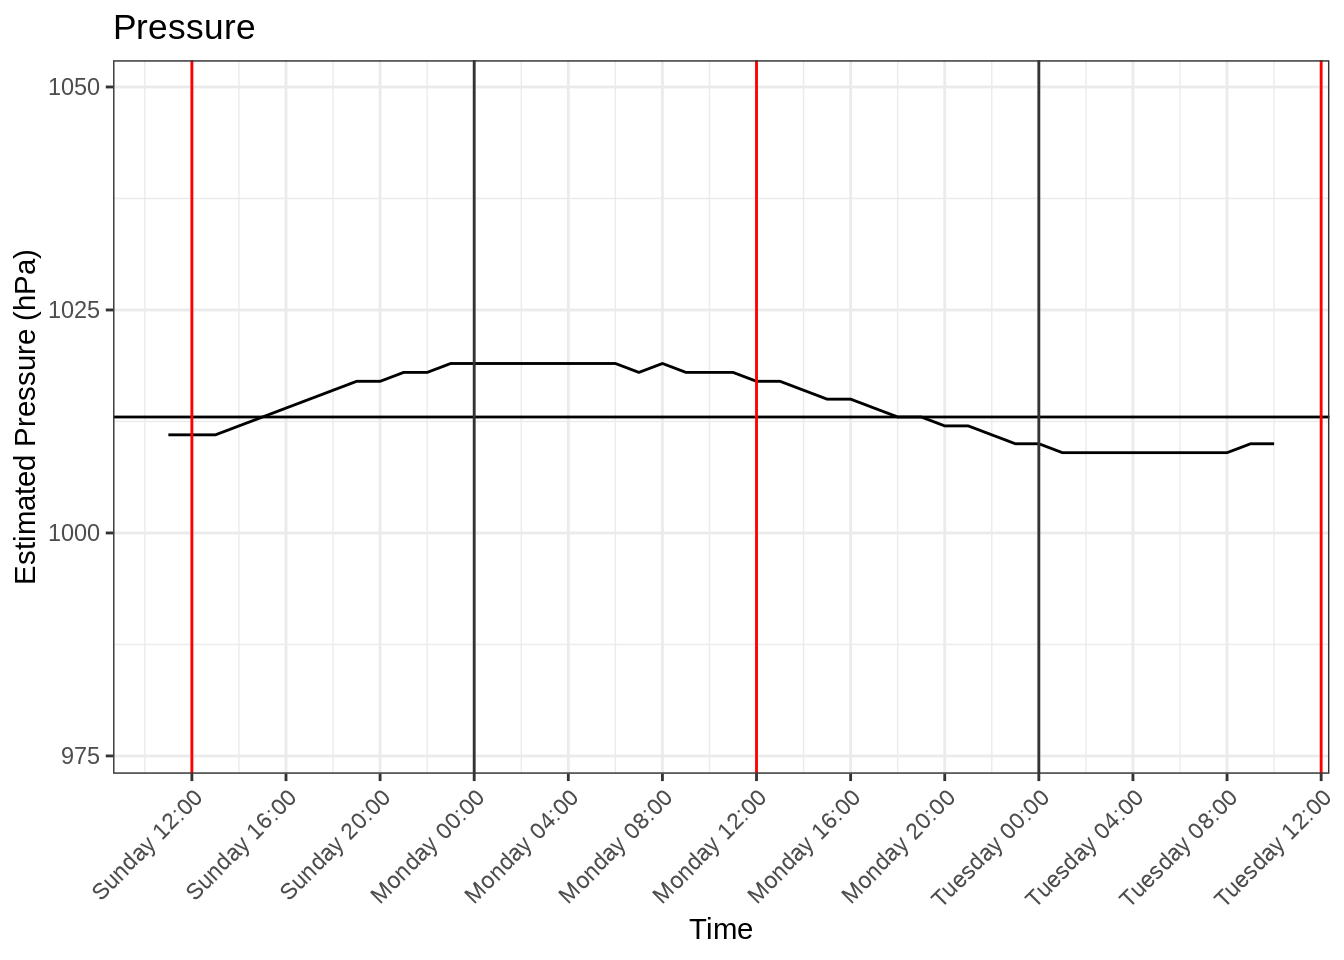 Pressure
Estimated Pressure (hPa)
1050
1025
1000
975
Sunday 12:00
Sunday 16:00
Sunday 20:00
Monday 00:00
Monday 04:00
Monday 08:00
Monday 12:00
Monday 16:00
Monday 20:00
Tuesday 00:00
Tuesday 04:00
Tuesday 08:00
Tuesday 12:00
Time